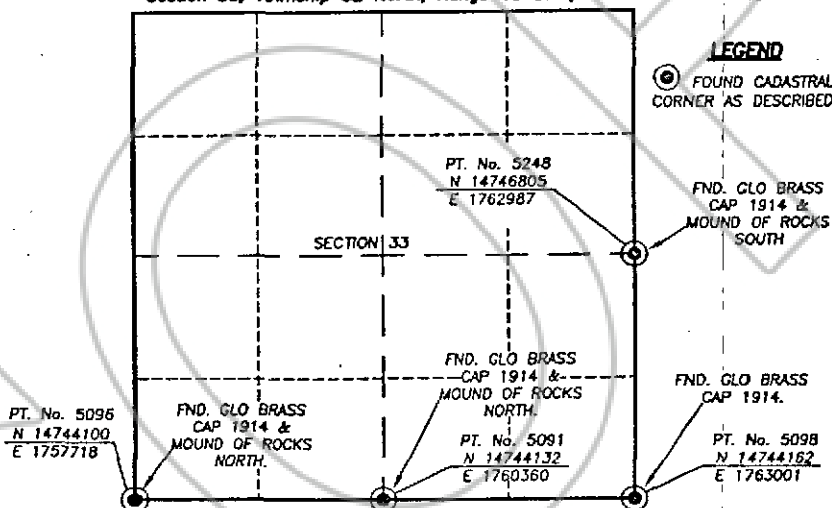 LEGEND
FOUND CADASTRAL
CORNER AS DESCRIBED
PT. No. 5248
N 14746805
E 1762987
FND. GLO BRASS
CAP 1914 &
MOUND OF ROCKS
SOUTH
SECTION 33
FND. GLO BRASS
CAP 1914 &
MOUND OF ROCKS
NORTH.
FND. GLO BRASS
CAP 1914.
PT. No. 5096
N 14744100
E 1757718
FND. GLO BRASS
CAP 1914 &
MOUND OF ROCKS
NORTH.
PT. No. 5091
N 14744132
E 1760360
PT. No. 5098
N 14744162
E 1763001